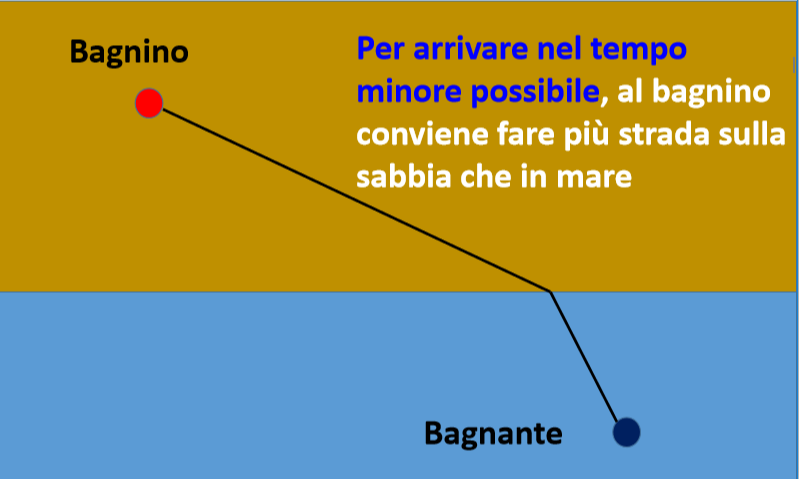 Bagnino
Per arrivare nel tempo
minore possibile, al bagnino
conviene fare più strada sulla
sabbia che in mare
Bagnante